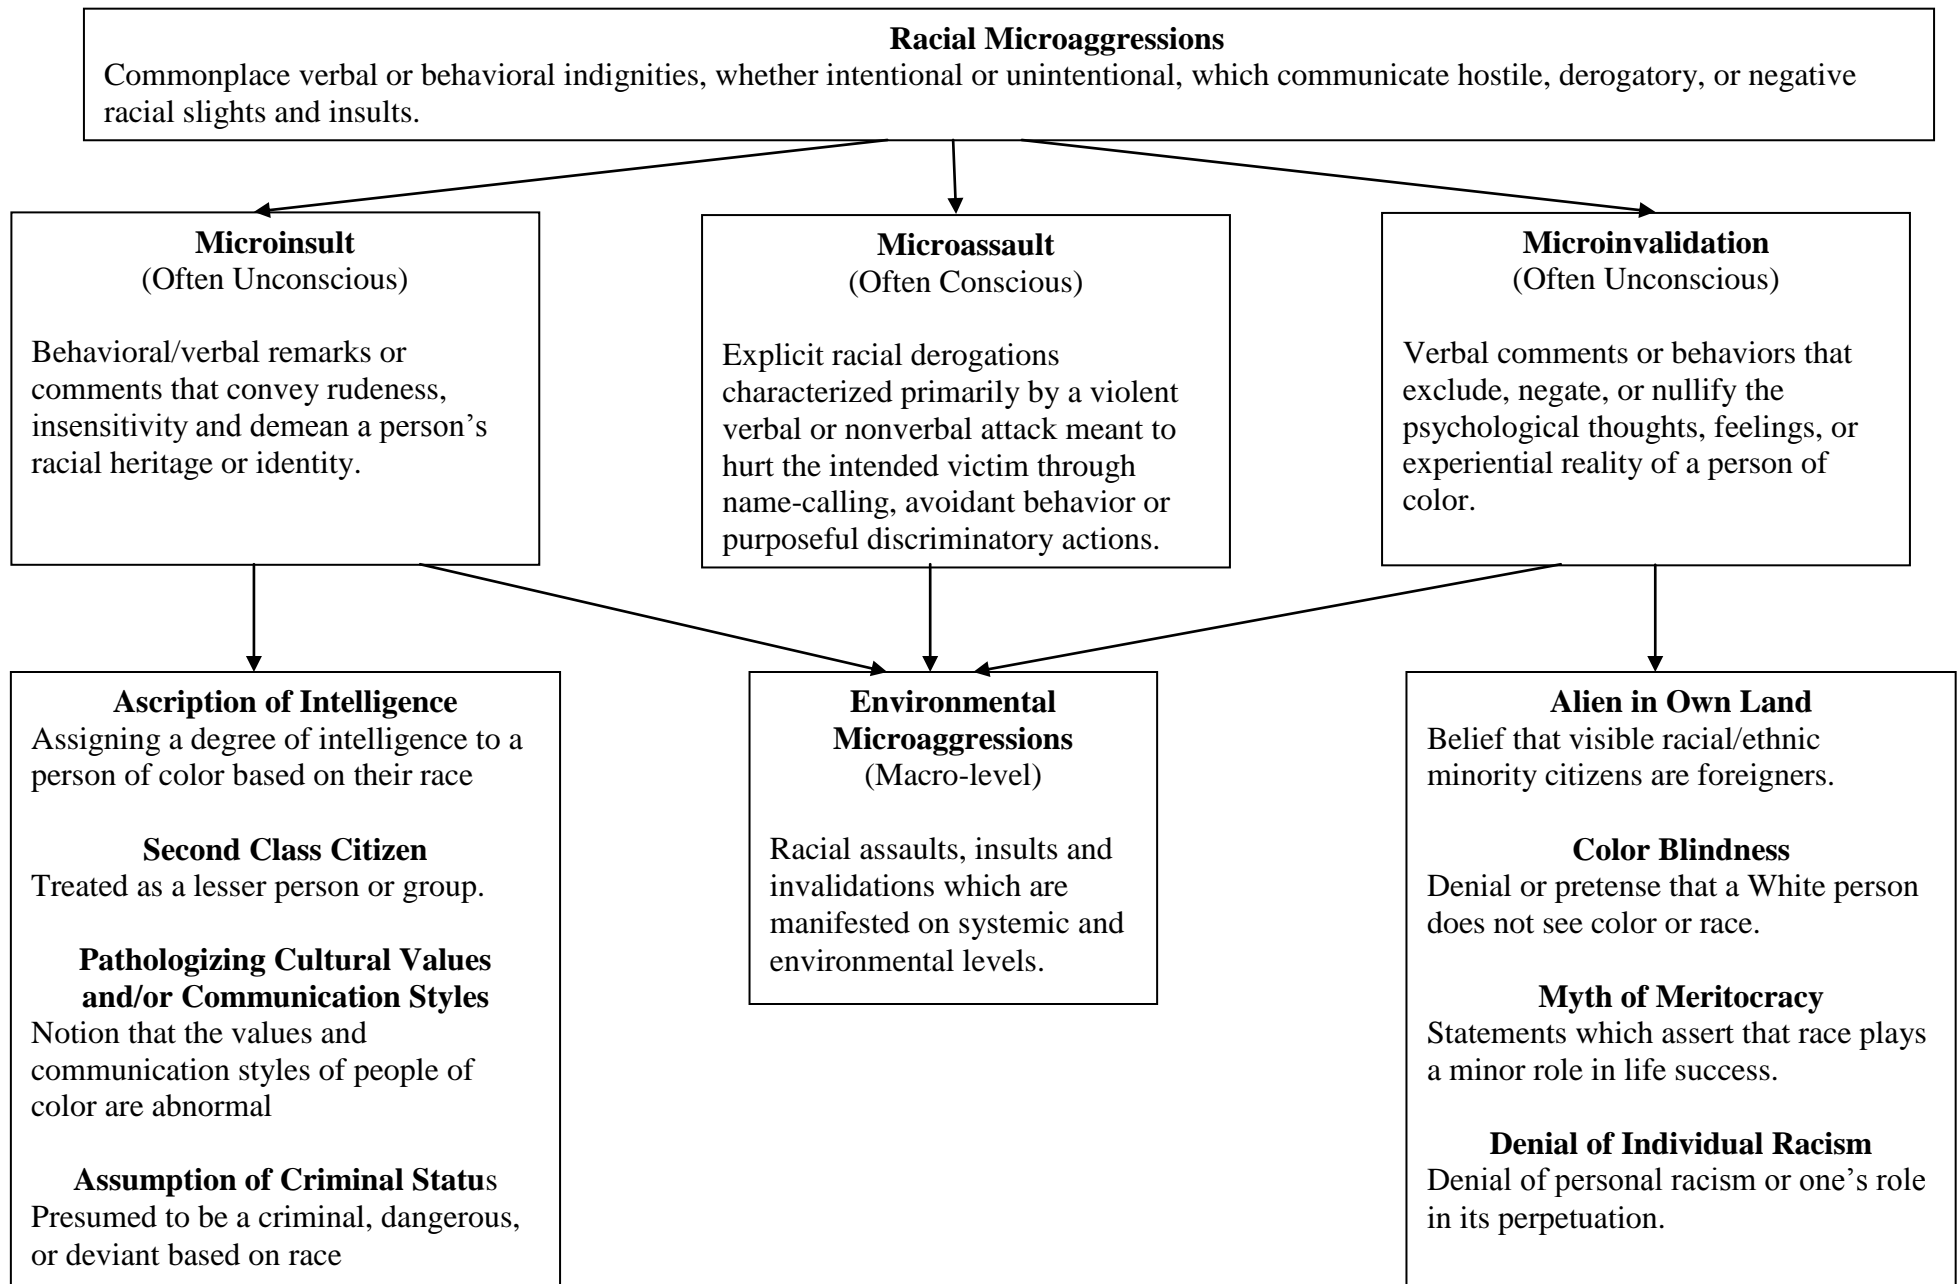 Racial Microaggressions
Commonplace verbal or behavioral indignities, whether intentional or unintentional, which communicate hostile, derogatory, or negative
racial slights and insults.
Microinsult
(Often Unconscious)
Behavioral/verbal remarks or
comments that convey rudeness,
insensitivity and demean a person’s
racial heritage or identity.
Microassault
(Often Conscious)
Explicit racial derogations
characterized primarily by a violent
verbal or nonverbal attack meant to
hurt the intended victim through
name-calling, avoidant behavior or
purposeful discriminatory actions.
Microinvalidation
(Often Unconscious)
Verbal comments or behaviors that
exclude, negate, or nullify the
psychological thoughts, feelings, or
experiential reality of a person of
color.
Ascription of Intelligence
Assigning a degree of intelligence to a
person of color based on their race
Second Class Citizen
Treated as a lesser person or group.
Pathologizing Cultural Values
and/or Communication Styles
Notion that the values and
communication styles of people of
color are abnormal
Assumption of Criminal Status
Presumed to be a criminal, dangerous,
or deviant based on race
Environmental
Microaggressions
(Macro-level)
Racial assaults, insults and
invalidations which are
manifested on systemic and
environmental levels.
Alien in Own Land
Belief that visible racial/ethnic
minority citizens are foreigners.
Color Blindness
Denial or pretense that a White person
does not see color or race.
Myth of Meritocracy
Statements which assert that race plays
a minor role in life success.
Denial of Individual Racism
Denial of personal racism or one’s role
in its perpetuation.